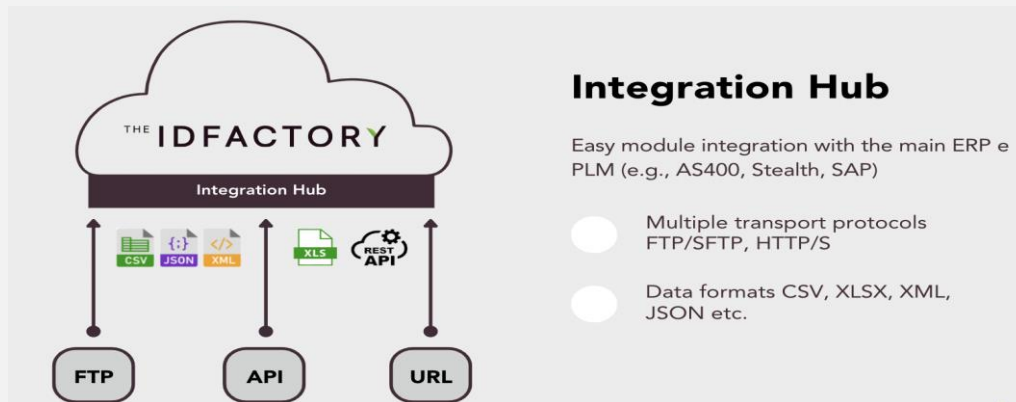 THE IDFACTORY
Integration Hub
CSV
JSON
XML
XLS
REST
API
FTP
API
URL
Integration Hub
Easy module integration with the main ERP e
PLM (e.g., AS400, Stealth, SAP)
Multiple transport protocols
FTP/SFTP, HTTP/S
Data formats CSV, XLSX, XML,
JSON etc.